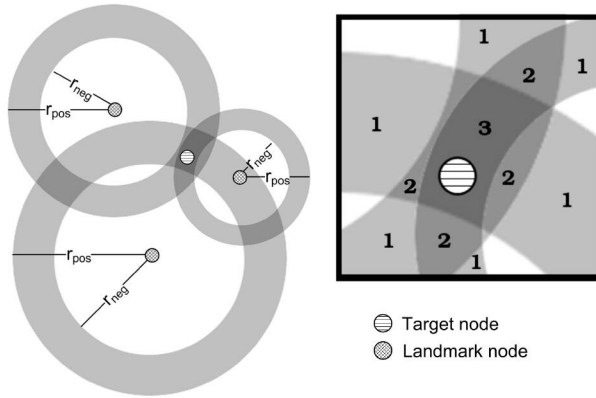 r_neg
r_pos
r_neg
r_pos
r_pos
r_neg
1
1
2
1
3
2
2
1
1
2
1
Target node
Landmark node